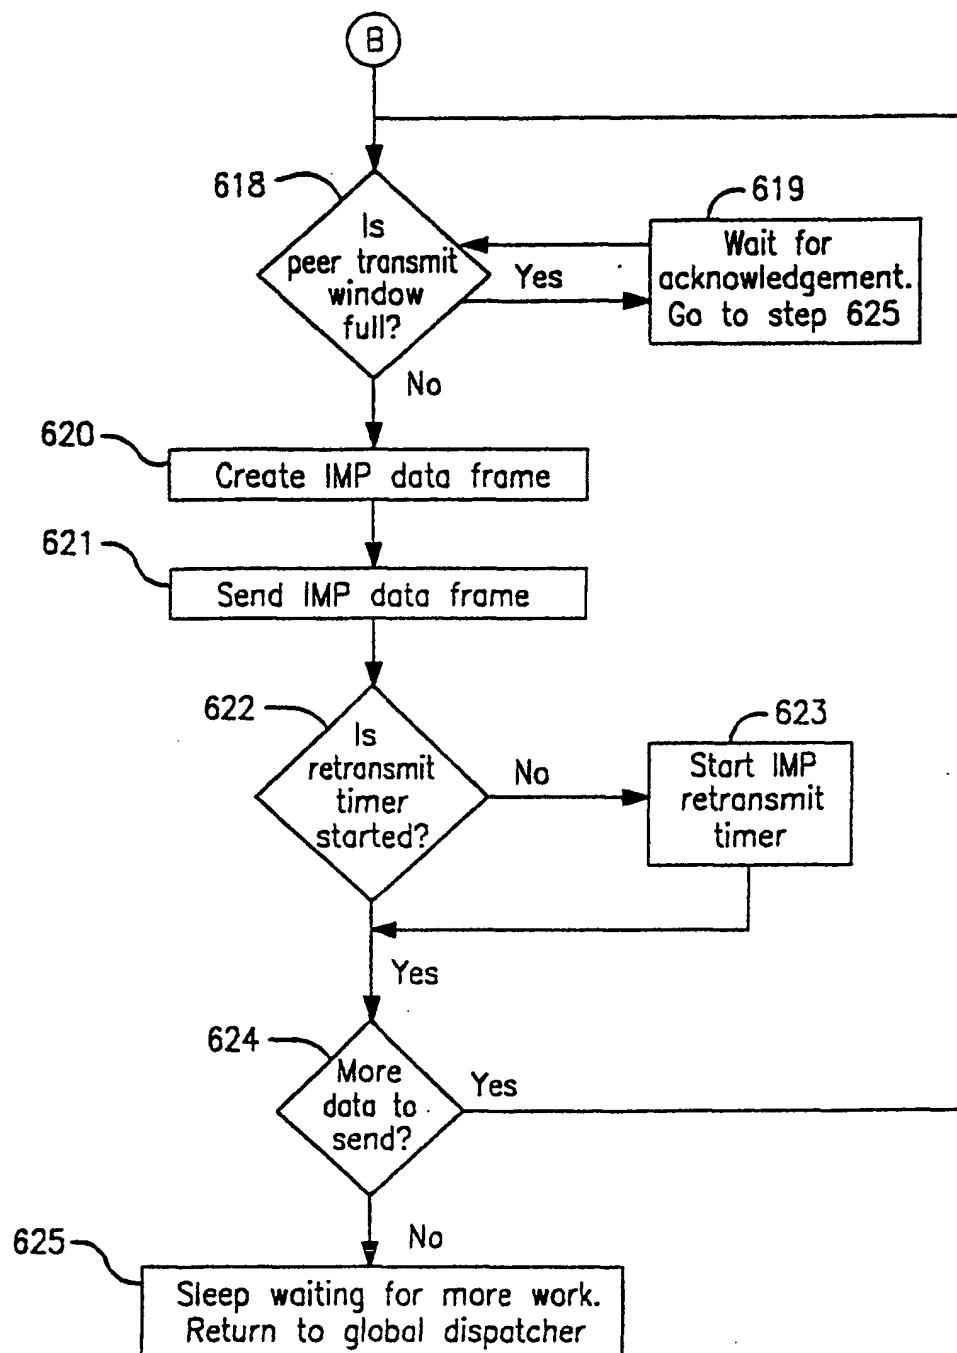 B
618
Is
peer transmit
window
full?
Yes
619
Wait for
acknowledgement.
Go to step 625
No
620
Create IMP data frame
621
Send IMP data frame
622
Is
retransmit
timer
started?
No
623
Start IMP
retransmit
timer
Yes
624
More
data to
send?
Yes
No
625
Sleep waiting for more work.
Return to global dispatcher